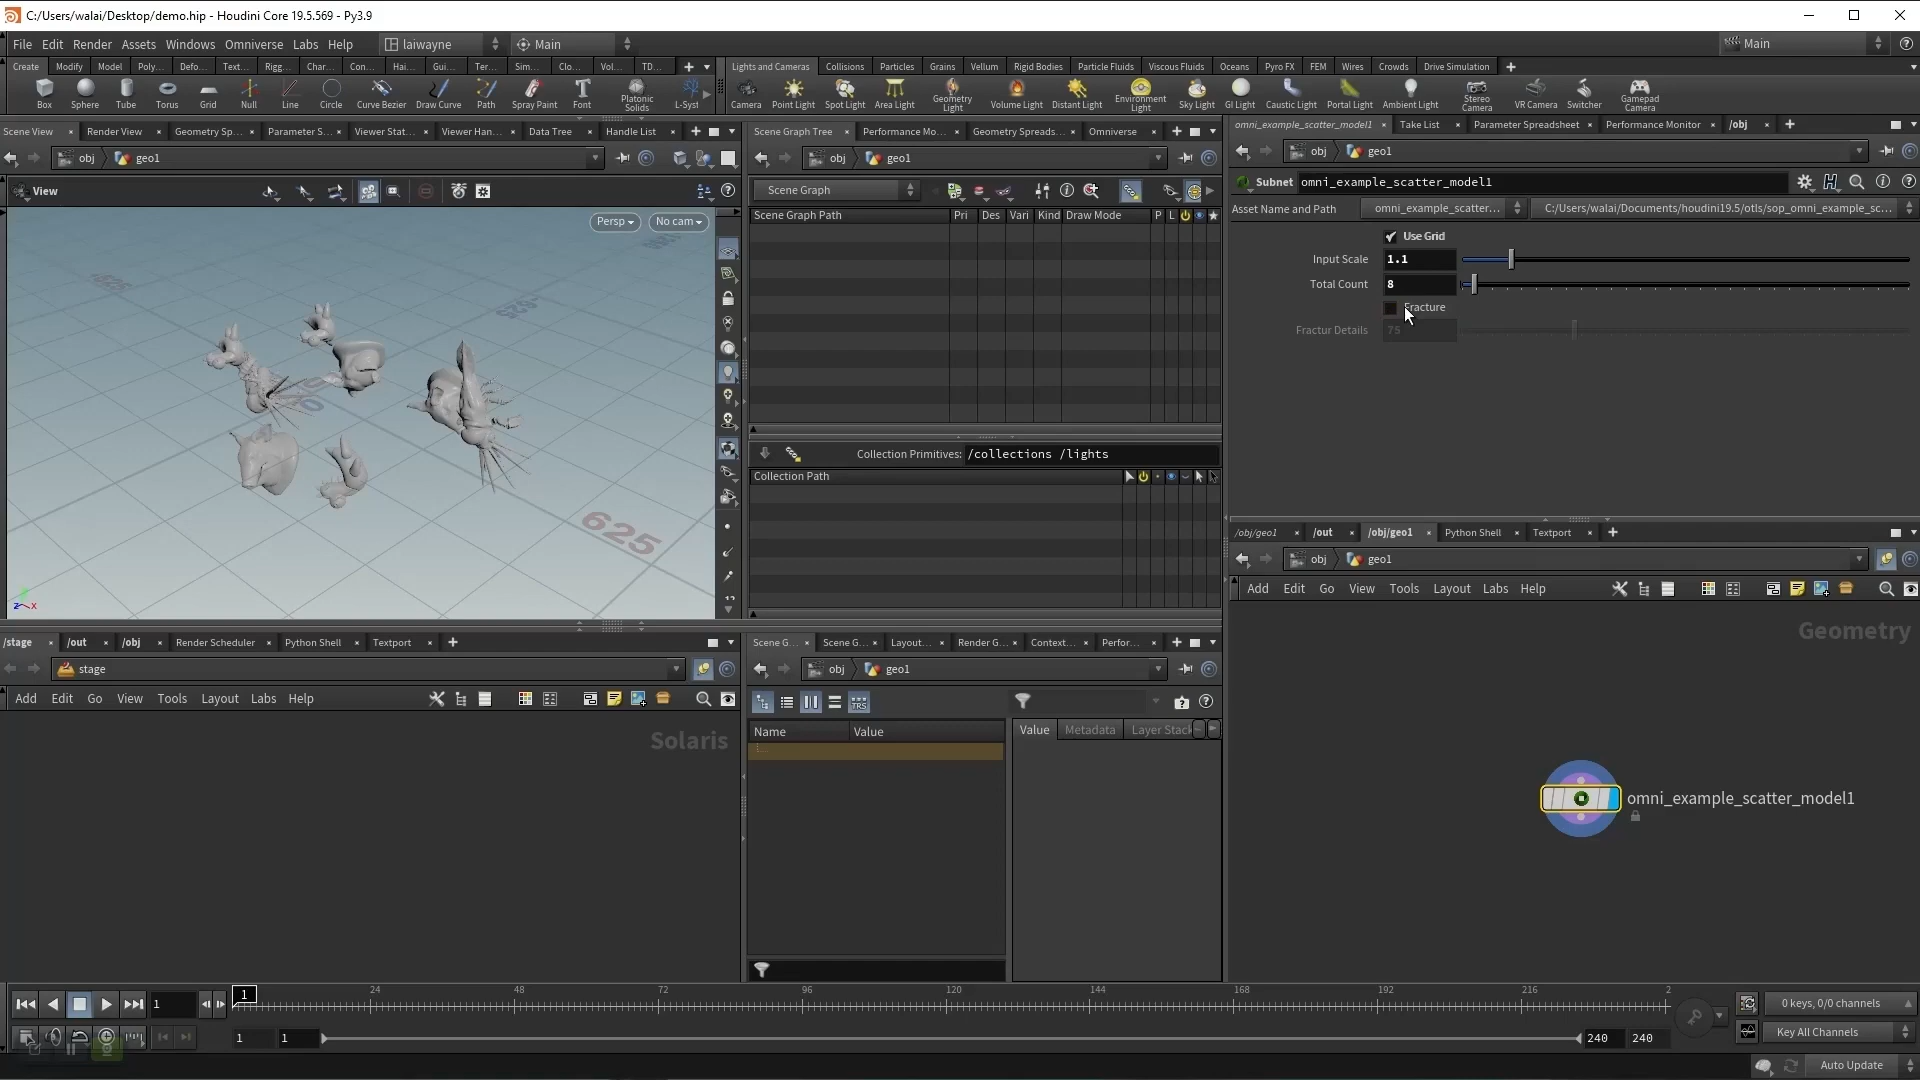 C:/Users/walai/Desktop/demo.hip - Houdini Core 19.5.569 - Py3.9
File Edit Render Assets Windows Omniverse Labs Help laiwayne Main Main
Create Modify Model Poly... Defo... Text... Rigg... Char... Con... Hai... Gui... Ter... Sim... Clo... Vol... TD...
Box Sphere Tube Torus Grid Null Line Circle Curve Bezier Draw Curve Path Spray Paint Font Platonic Solids L-Syst
Lights and Cameras Collisions Particles Grains Vellum Rigid Bodies Particle Fluids Viscous Fluids Oceans Pyro FX FEM Wires Crowds Drive Simulation
Camera Point Light Spot Light Area Light Geometry Light Volume Light Distant Light Environment Light Sky Light GI Light Caustic Light Portal Light Ambient Light Stereo Camera VR Camera Switcher Gamepad Camera
Scene View Render View Geometry Sp... Parameter S... Viewer Stat... Viewer Han... Data Tree Handle List
obj geo1
View
Persp No cam
625
625
Scene Graph Tree Performance Mo... Geometry Spreads... Omniverse
obj geo1
Scene Graph
Scene Graph Path Pri Des Vari Kind Draw Mode P L
Collection Primitives: /collections /lights
Collection Path
omni_example_scatter_model1 Take List Parameter Spreadsheet Performance Monitor /obj
obj geo1
Subnet omni_example_scatter_model1
Asset Name and Path omni_example_scatter... C:/Users/walai/Documents/houdini19.5/otls/sop_omni_example_sc...
Use Grid
Input Scale 1.1
Total Count 8
Fracture
Fractur Details 75
/obj/geo1 /out /obj/geo1 Python Shell Textport
obj geo1
Add Edit Go View Tools Layout Labs Help
Geometry
omni_example_scatter_model1
/stage /out /obj Render Scheduler Python Shell Textport
stage
Add Edit Go View Tools Layout Labs Help
Solaris
Scene G... Scene G... Layout... Render G... Context... Perfor...
obj geo1
Name Value
Value Metadata Layer Stack
1 1 24 48 72 96 120 144 168 192 216 2
0 keys, 0/0 channels
1 1 240 240
Key All Channels
Auto Update